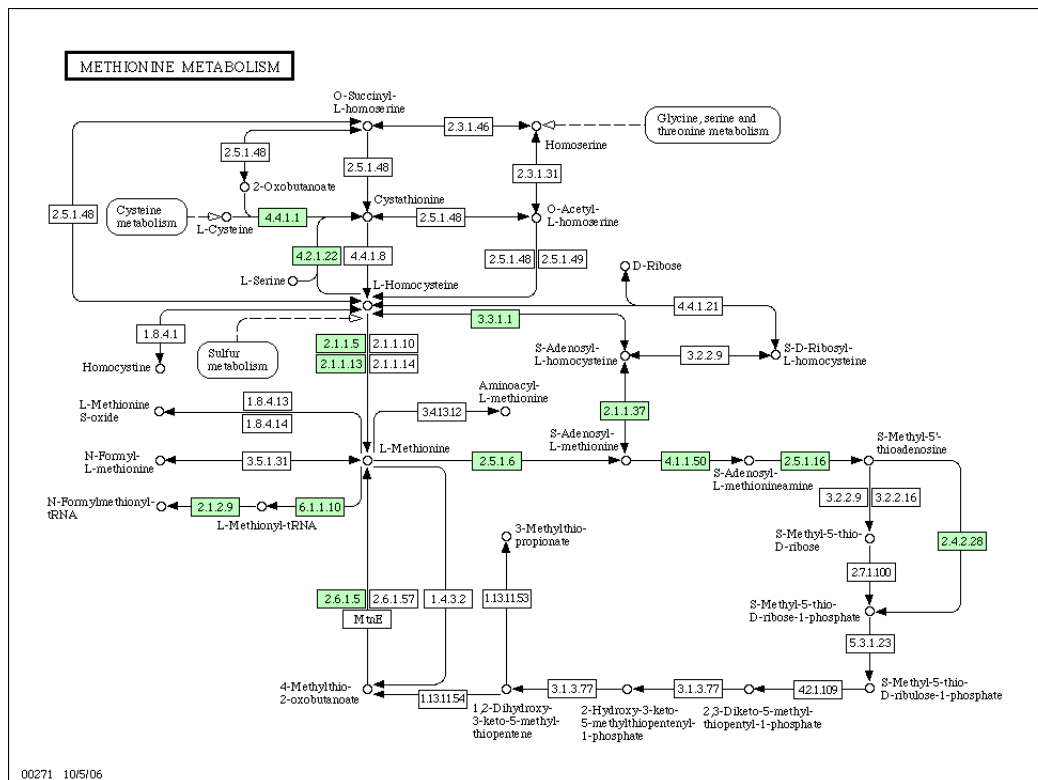 METHIONINE METABOLISM
O-Succinyl-
L-homoserine
2.3.1.46
Homoserine
Glycine, serine and
threonine metabolism
2.5.1.48
2.5.1.48
2.3.1.31
2-Oxobutanoate
Cystathionine
O-Acetyl-
L-homoserine
2.5.1.48
Cysteine
metabolism
L-Cysteine
4.4.1.1
2.5.1.48
4.2.1.22
4.4.1.8
2.5.1.48
2.5.1.49
L-Serine
L-Homocysteine
D-Ribose
4.4.1.21
3.3.1.1
1.8.4.1
Homocystine
Sulfur
metabolism
2.1.1.5
2.1.1.10
2.1.1.13
2.1.1.14
S-Adenosyl-
L-homocysteine
3.2.2.9
S-D-Ribosyl-
L-homocysteine
L-Methionine
S-oxide
1.8.4.13
1.8.4.14
3.4.13.12
Aminoacyl-
L-methionine
2.1.1.37
N-Formyl-
L-methionine
3.5.1.31
L-Methionine
2.5.1.6
S-Adenosyl-
L-methionine
4.1.1.50
S-Adenosyl-
L-methionineamine
2.5.1.16
S-Methyl-5'-
thioadenosine
N-Formylmethionyl-
tRNA
2.1.2.9
L-Methionyl-tRNA
6.1.1.10
3.2.2.9
3.2.2.16
3-Methylthio-
propionate
S-Methyl-5-thio-
D-ribose
2.4.2.28
2.7.1.100
2.6.1.5
2.6.1.57
MtnE
1.4.3.2
1.13.11.53
S-Methyl-5-thio-
D-ribose-1-phosphate
5.3.1.23
4-Methylthio-
2-oxobutanoate
1.13.11.54
1,2-Dihydroxy-
3-keto-5-methyl-
thiopentene
3.1.3.77
2-Hydroxy-3-keto-
5-methylthiopentenyl-
1-phosphate
3.1.3.77
2,3-Diketo-5-methyl-
thiopentyl-1-phosphate
4.2.1.109
S-Methyl-5-thio-
D-ribulose-1-phosphate
00271 10/5/06